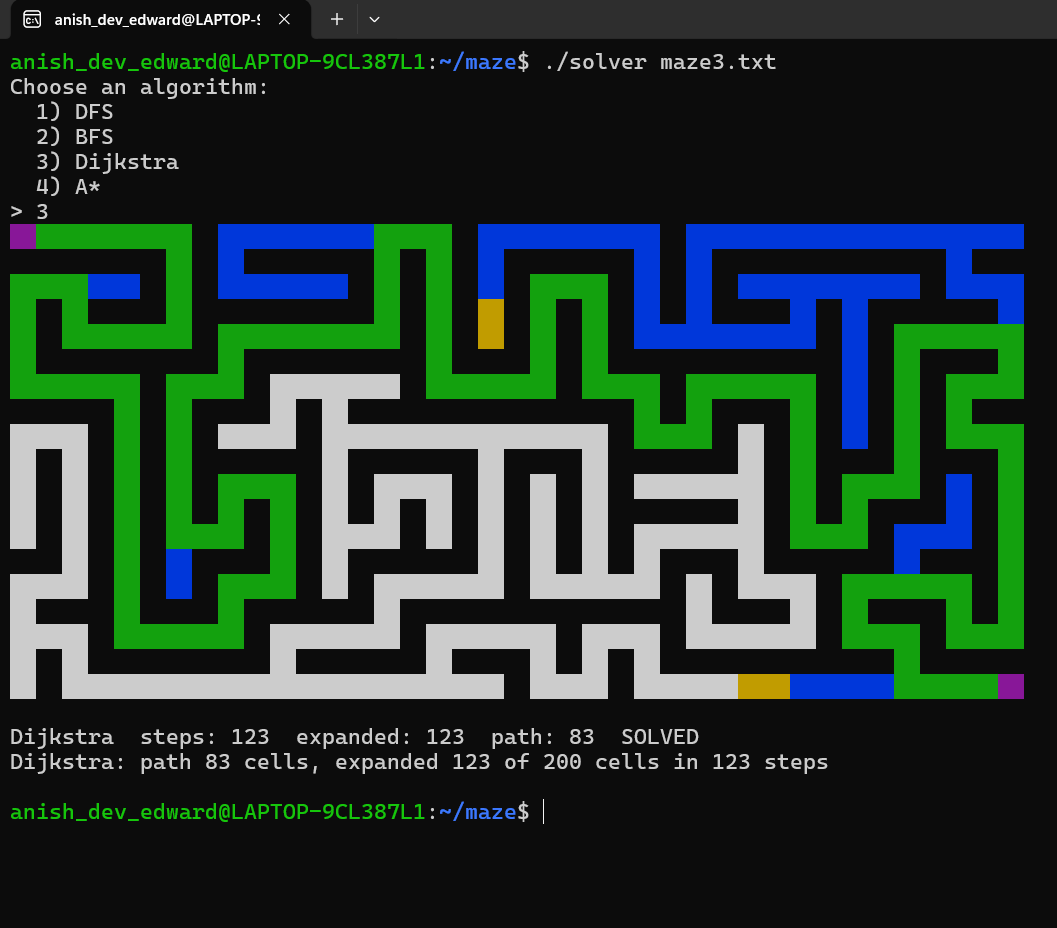 anish_dev_edward@LAPTOP-9
anish_dev_edward@LAPTOP-9CL387L1:~/maze$ ./solver maze3.txt
Choose an algorithm:
  1) DFS
  2) BFS
  3) Dijkstra
  4) A*
> 3
Dijkstra  steps: 123  expanded: 123  path: 83  SOLVED
Dijkstra: path 83 cells, expanded 123 of 200 cells in 123 steps
anish_dev_edward@LAPTOP-9CL387L1:~/maze$